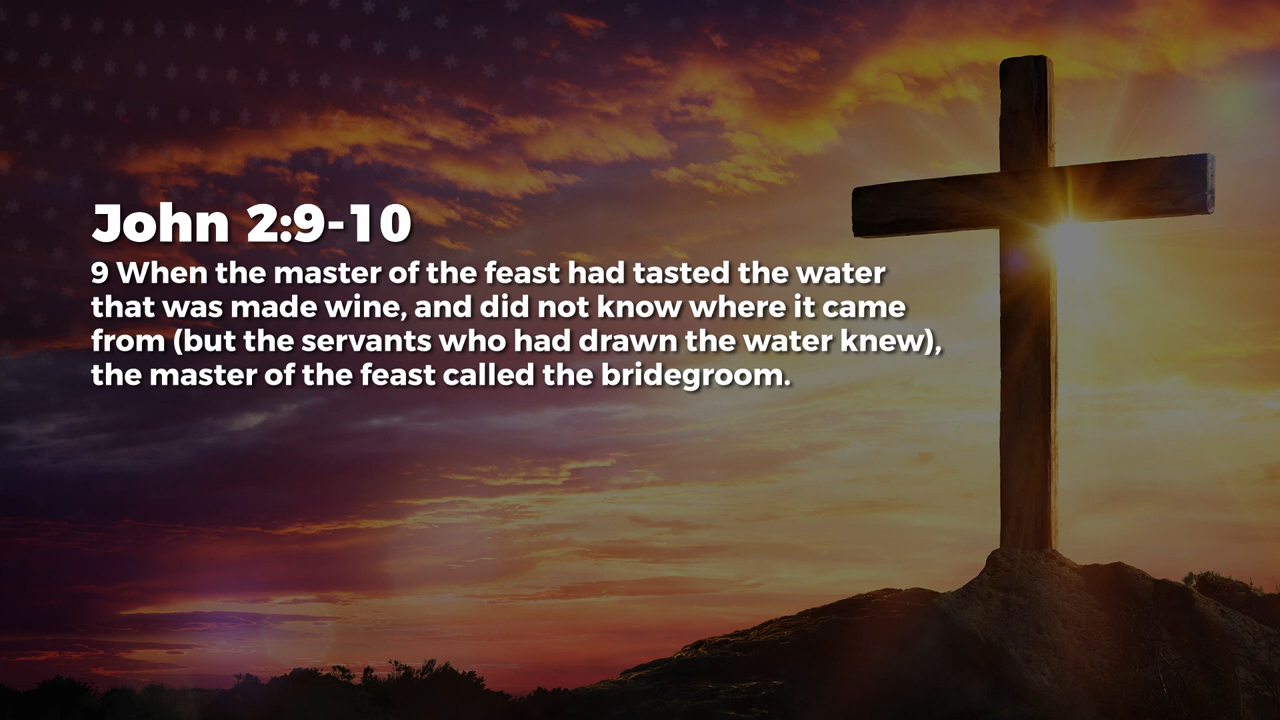 John 2:9-10
9 When the master of the feast had tasted the water
that was made wine, and did not know where it came
from (but the servants who had drawn the water knew),
the master of the feast called the bridegroom.